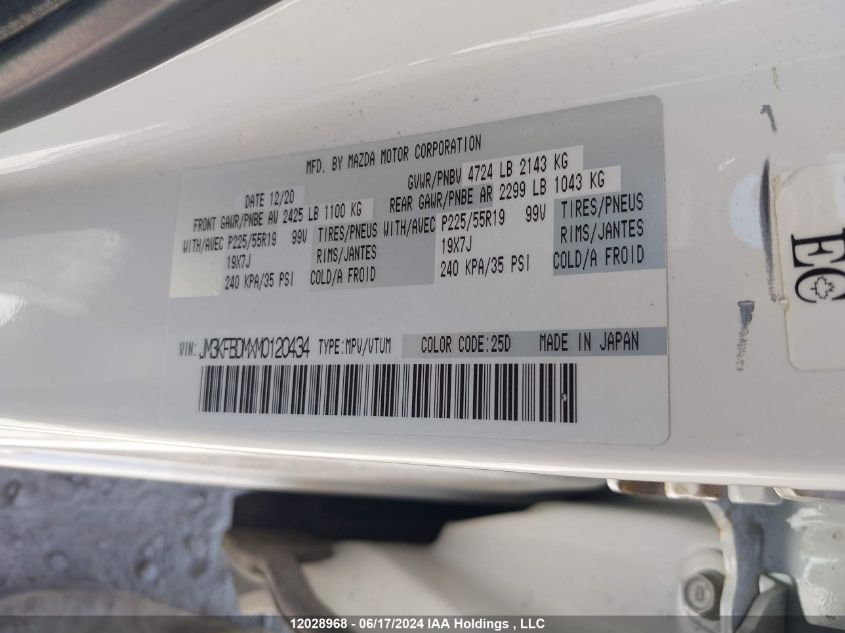 MFD. BY MAZDA MOTOR CORPORATION
DATE 12/20
GVWR/PNBV 4724 LB 2143 KG
FRONT GAWR/PNBE AV 2425 LB 1100 KG
REAR GAWR/PNBE AR 2299 LB 1043 KG
WITH/AVEC P225/55R19 99V TIRES/PNEUS
19X7J RIMS/JANTES
240 KPA/35 PSI COLD/A FROID
WITH/AVEC P225/55R19 99V TIRES/PNEUS
19X7J RIMS/JANTES
240 KPA/35 PSI COLD/A FROID
VIN: JM3KFBDMXM0120434 TYPE:MPV/VTUM COLOR CODE:25D MADE IN JAPAN
EC
12028968 - 06/17/2024 IAA Holdings , LLC